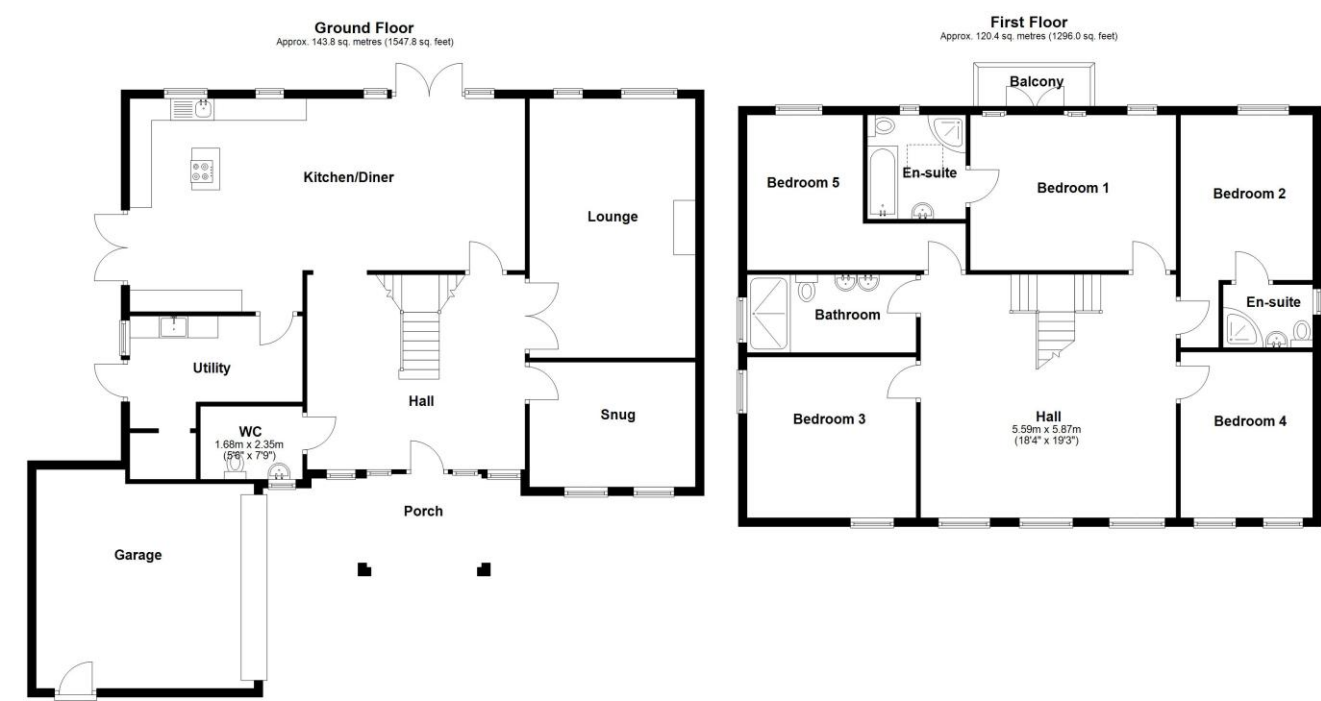 Ground Floor
Approx. 143.8 sq. metres (1547.8 sq. feet)
Kitchen/Diner
Lounge
Utility
Hall
Snug
WC
1.68m x 2.35m
(5'6" x 7'9")
Porch
Garage
First Floor
Approx. 120.4 sq. metres (1296.0 sq. feet)
Balcony
Bedroom 5
En-suite
Bedroom 1
Bedroom 2
En-suite
Bathroom
Bedroom 3
Hall
5.59m x 5.87m
(18'4" x 19'3")
Bedroom 4